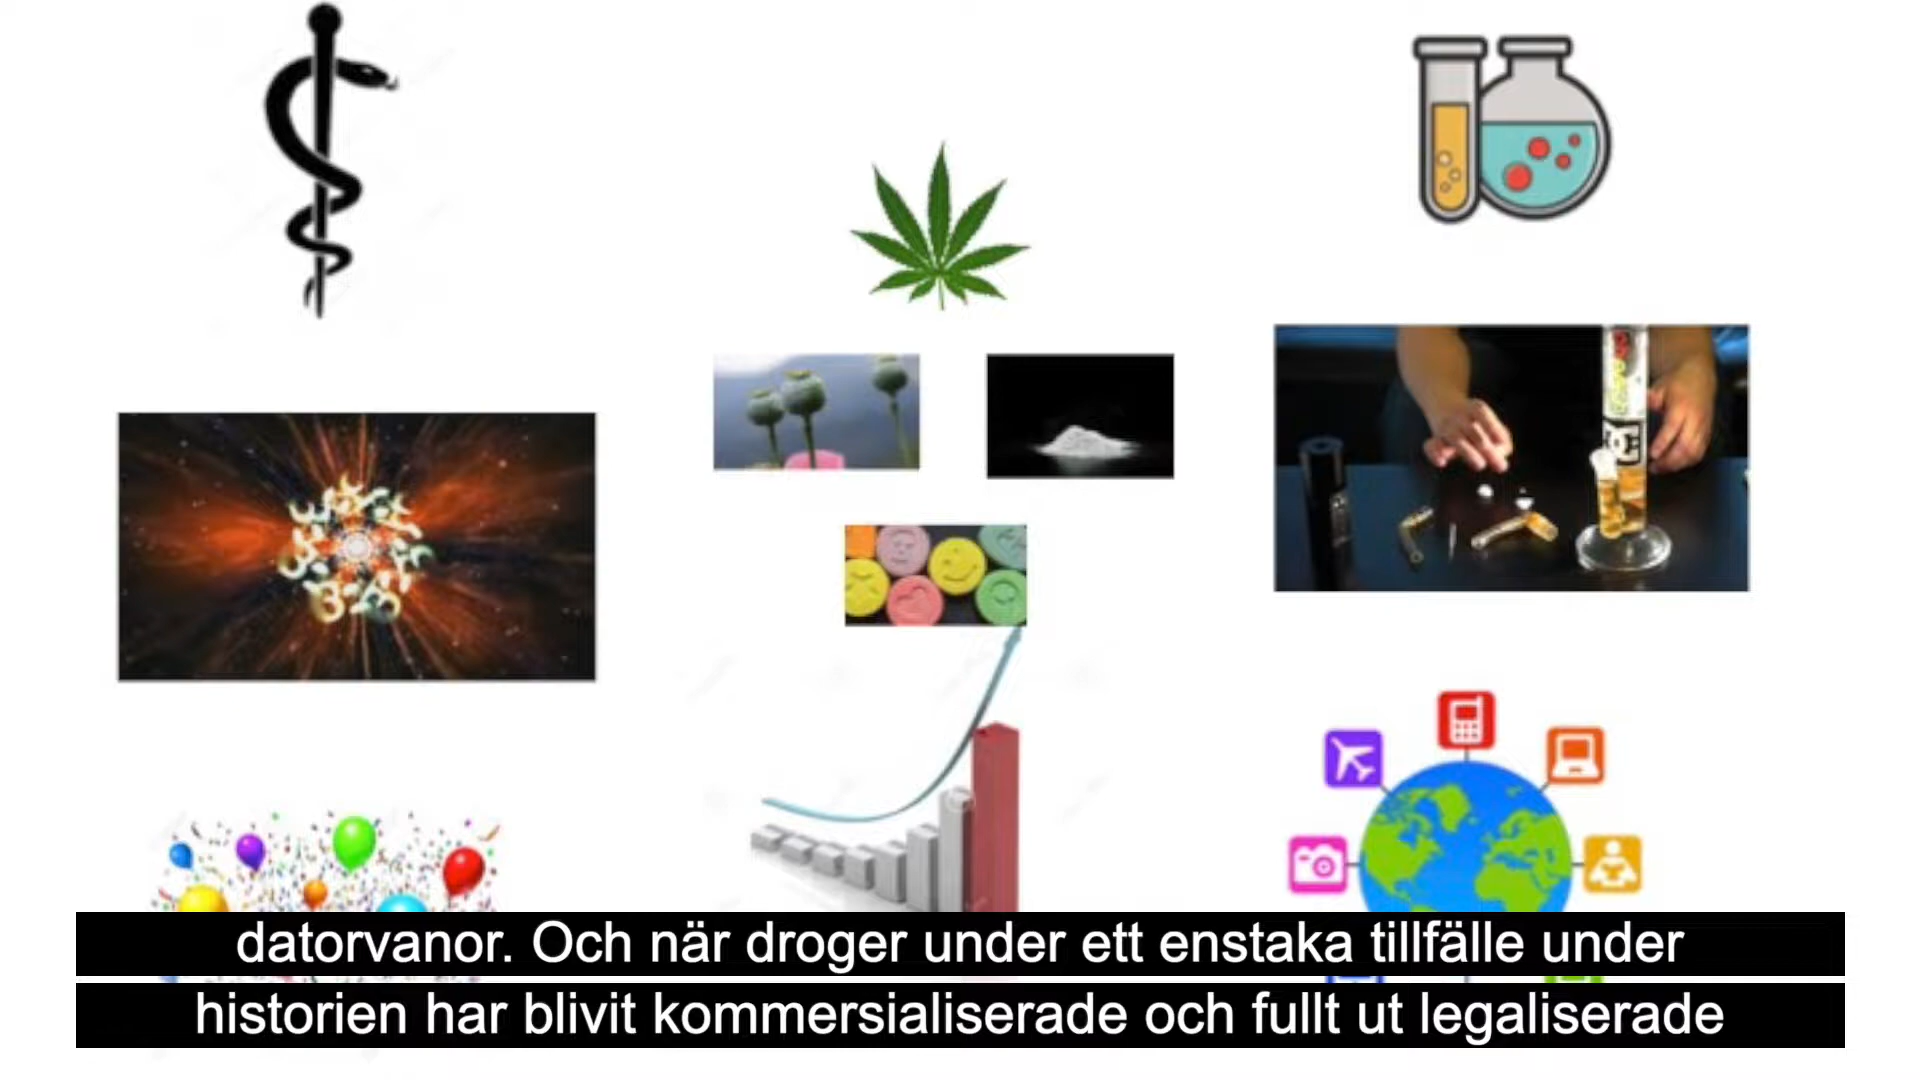 datorvanor. Och när droger under ett enstaka tillfälle under
historien har blivit kommersialiserade och fullt ut legaliserade